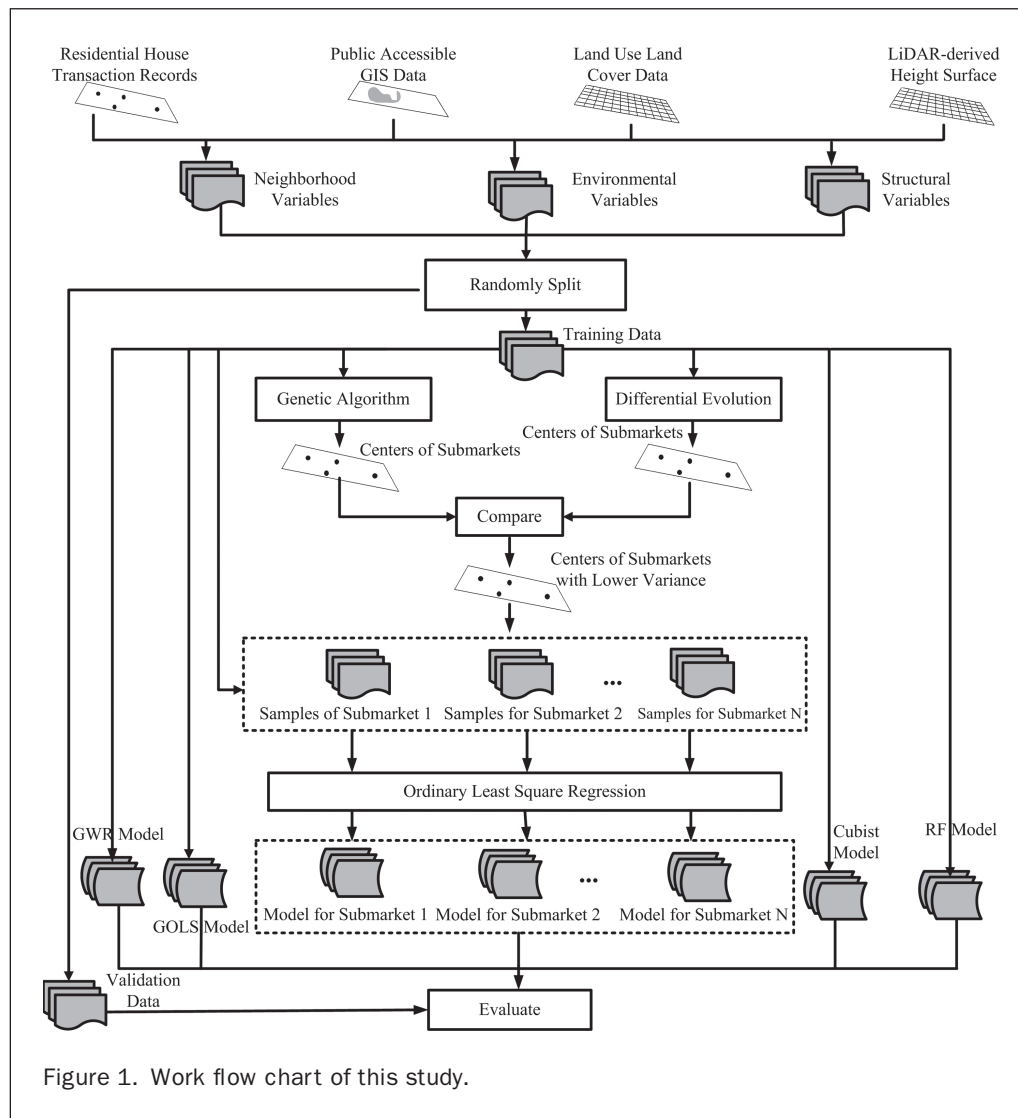 Residential House
Transaction Records
Public Accessible
GIS Data
Land Use Land
Cover Data
LiDAR-derived
Height Surface
Neighborhood
Variables
Environmental
Variables
Structural
Variables
Randomly Split
Training Data
Genetic Algorithm
Differential Evolution
Centers of Submarkets
Centers of Submarkets
Compare
Centers of Submarkets
with Lower Variance
...
Samples of Submarket 1
Samples for Submarket 2
Samples for Submarket N
Ordinary Least Square Regression
GWR Model
GOLS Model
...
Model for Submarket 1
Model for Submarket 2
Model for Submarket N
Cubist
Model
RF Model
Validation
Data
Evaluate
Figure 1. Work flow chart of this study.